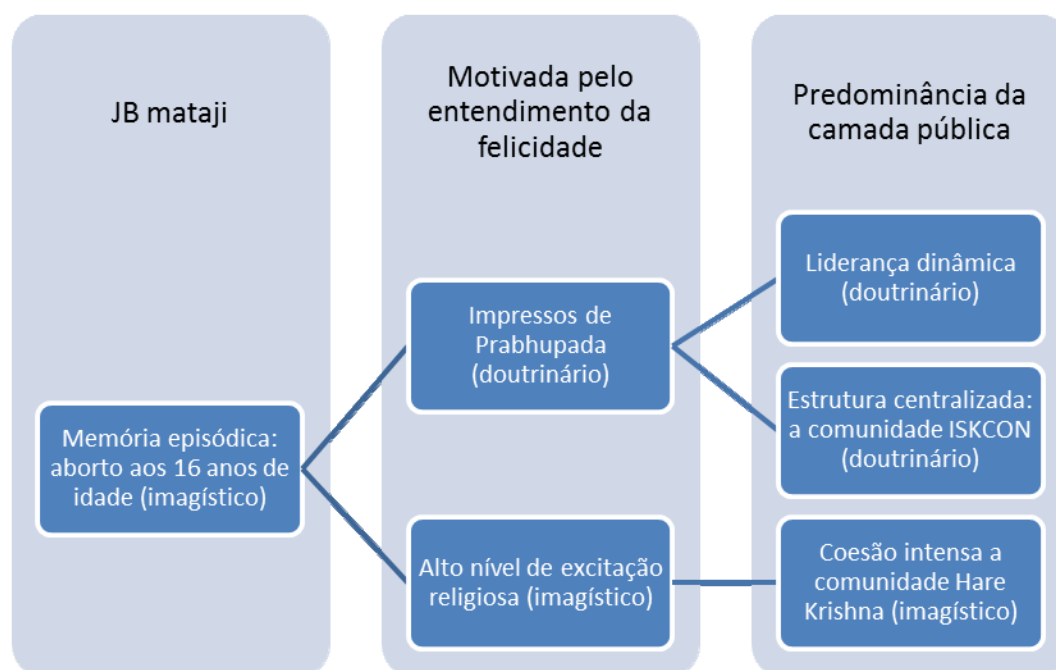 JB mataji
Motivada pelo
entendimento da
felicidade
Predominância da
camada pública
Memória episódica:
aborto aos 16 anos de
idade (imagístico)
Impressos de
Prabhupada
(doutrinário)
Alto nível de excitação
religiosa (imagístico)
Liderança dinâmica
(doutrinário)
Estrutura centralizada:
a comunidade ISKCON
(doutrinário)
Coesão intensa a
comunidade Hare
Krishna (imagístico)